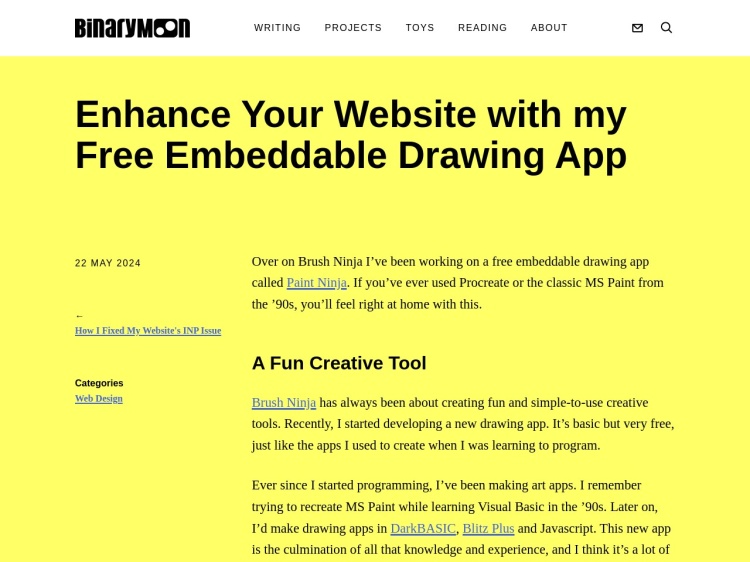 BinaryMoon
WRITING PROJECTS TOYS READING ABOUT
Enhance Your Website with my
Free Embeddable Drawing App
22 MAY 2024
←
How I Fixed My Website's INP Issue
Categories
Web Design
Over on Brush Ninja I’ve been working on a free embeddable drawing app
called Paint Ninja. If you’ve ever used Procreate or the classic MS Paint from
the ’90s, you’ll feel right at home with this.
A Fun Creative Tool
Brush Ninja has always been about creating fun and simple-to-use creative
tools. Recently, I started developing a new drawing app. It’s basic but very free,
just like the apps I used to create when I was learning to program.
Ever since I started programming, I’ve been making art apps. I remember
trying to recreate MS Paint while learning Visual Basic in the ’90s. Later on,
I’d make drawing apps in DarkBASIC, Blitz Plus and Javascript. This new app
is the culmination of all that knowledge and experience, and I think it’s a lot of